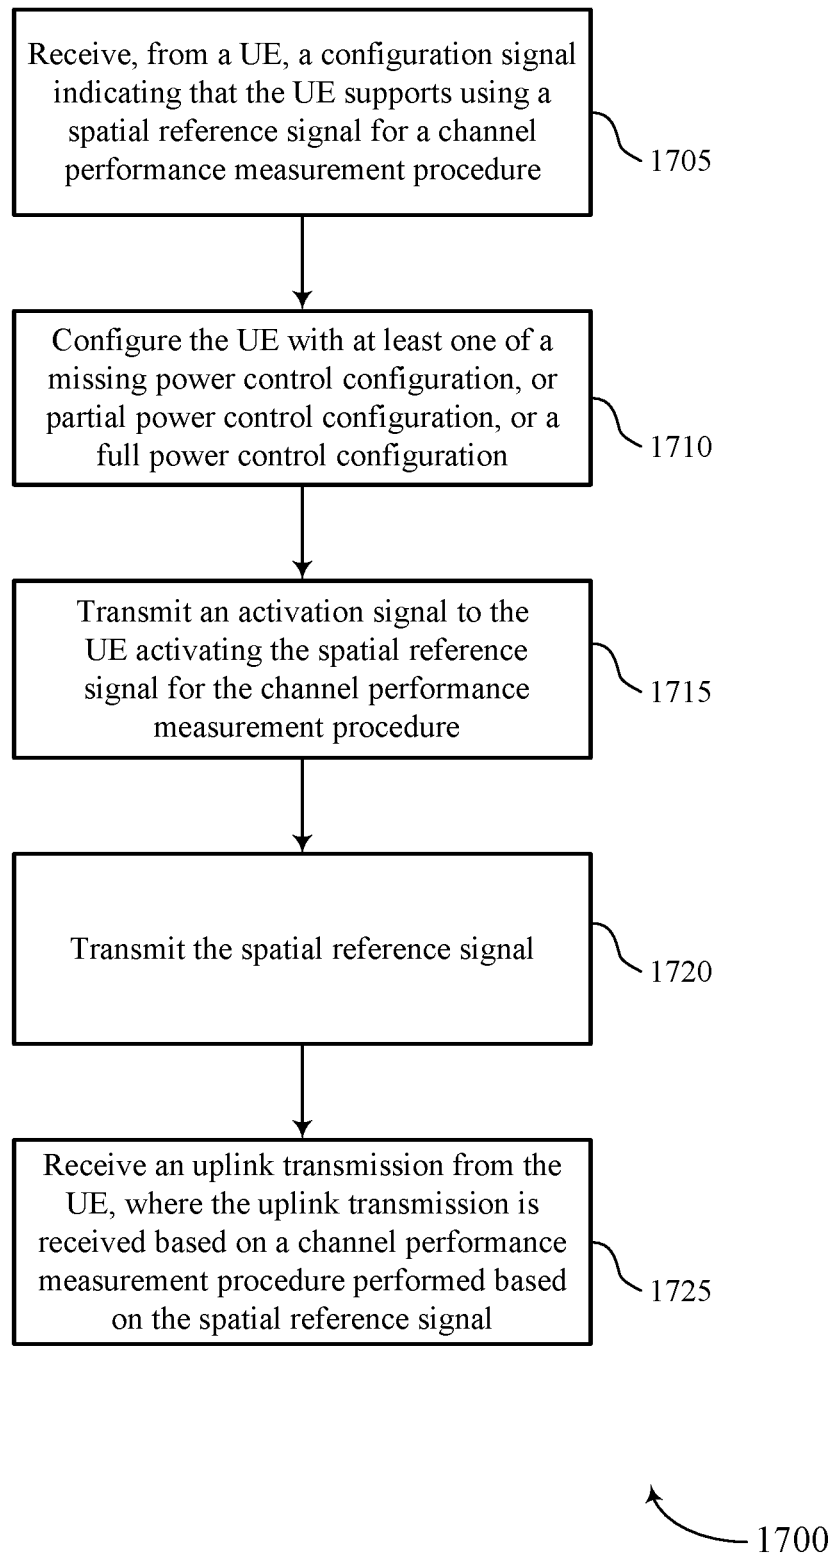 Receive, from a UE, a configuration signal
indicating that the UE supports using a
spatial reference signal for a channel
performance measurement procedure
1705
Configure the UE with at least one of a
missing power control configuration, or
partial power control configuration, or a
full power control configuration
1710
Transmit an activation signal to the
UE activating the spatial reference
signal for the channel performance
measurement procedure
1715
Transmit the spatial reference signal
1720
Receive an uplink transmission from the
UE, where the uplink transmission is
received based on a channel performance
measurement procedure performed based
on the spatial reference signal
1725
1700